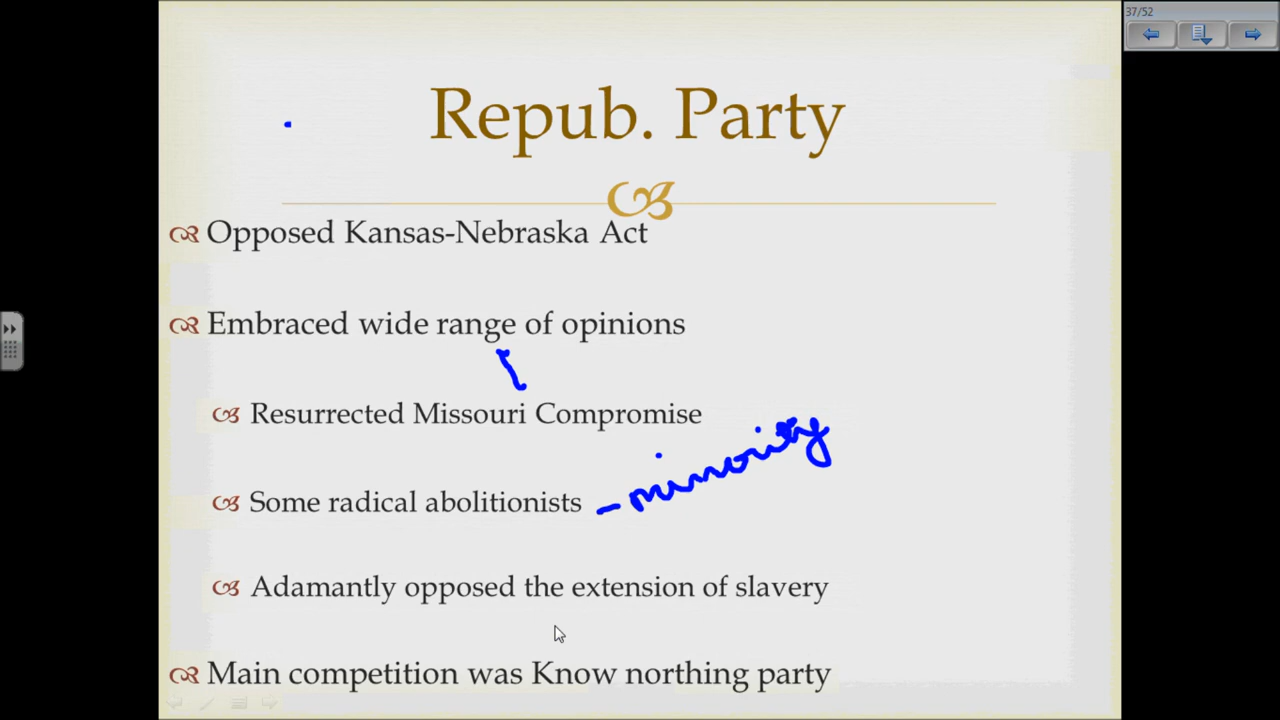 37/52
Repub. Party
Opposed Kansas-Nebraska Act
Embraced wide range of opinions
Resurrected Missouri Compromise
Some radical abolitionists - minority
Adamantly opposed the extension of slavery
Main competition was Know northing party